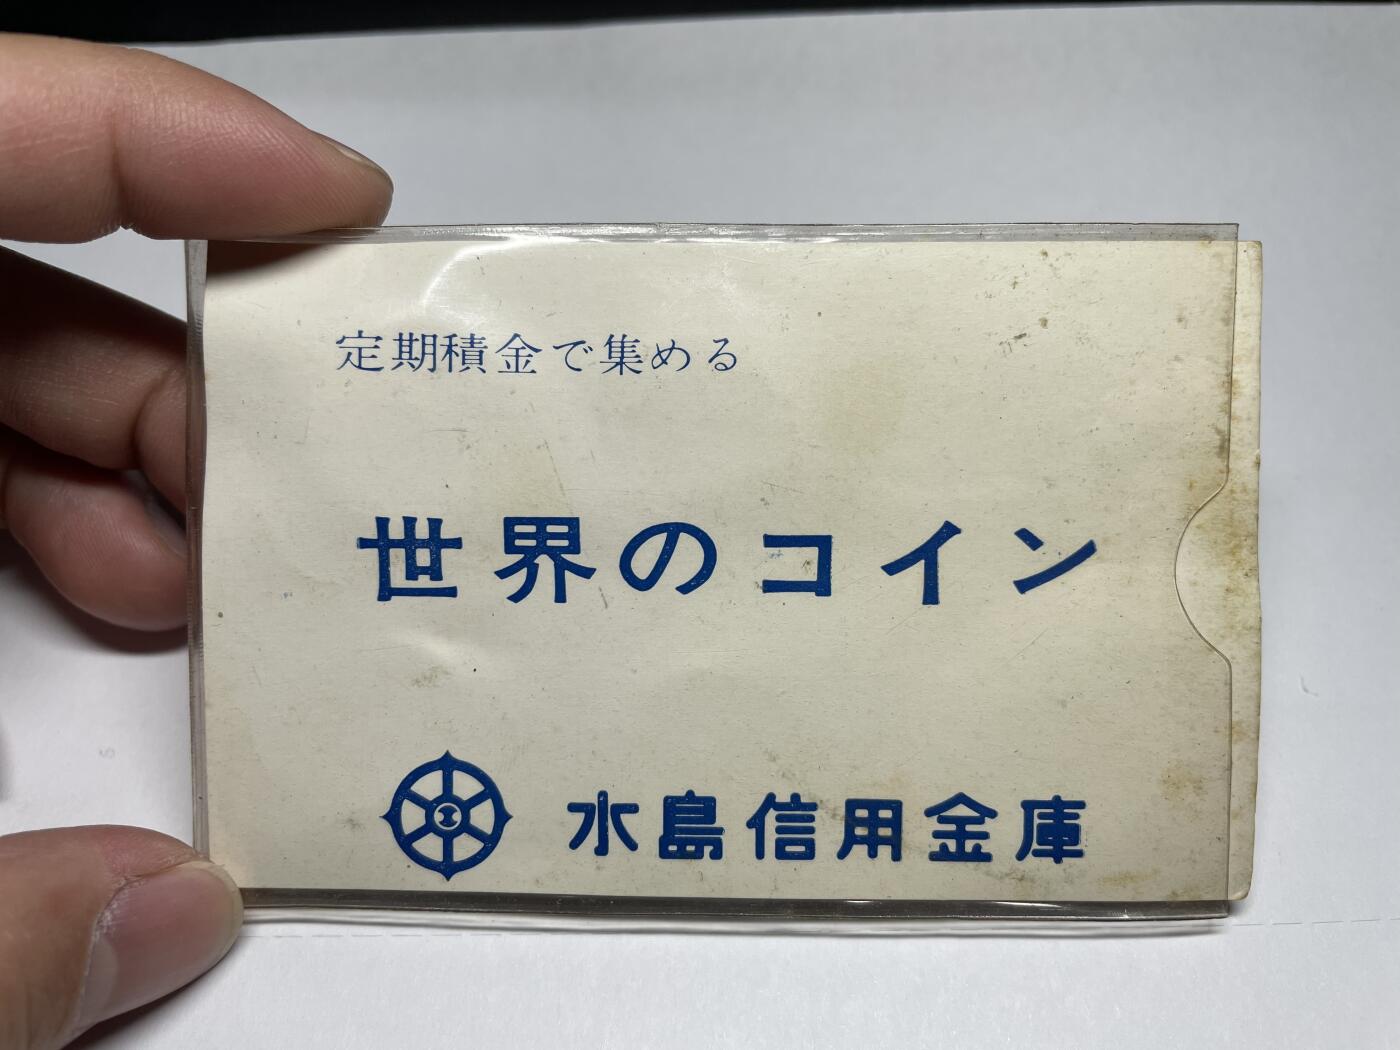 定期積金で集める
世界のコイン
水島信用金庫